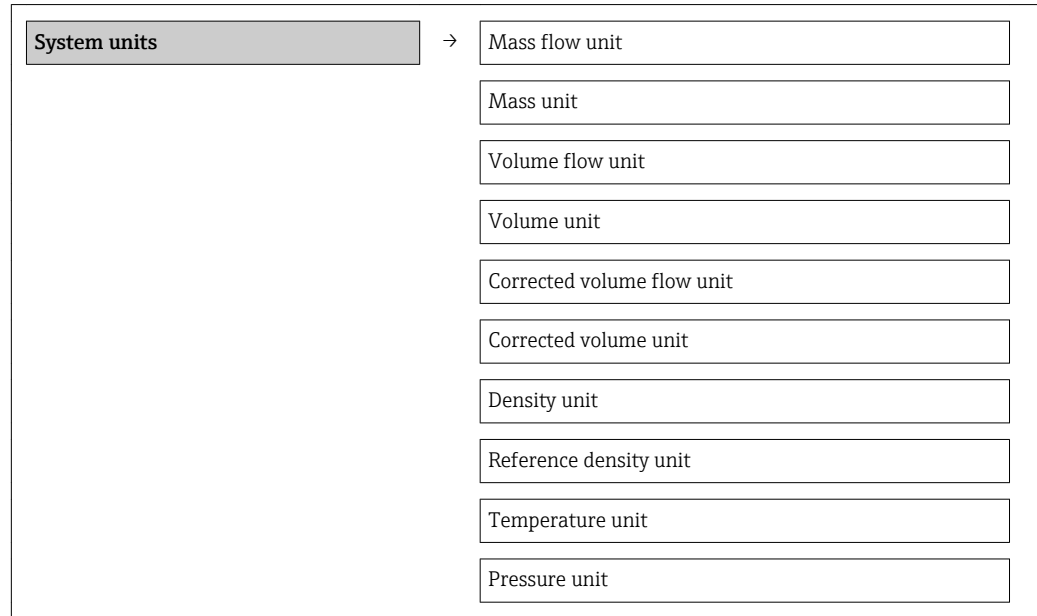 System units → Mass flow unit
Mass unit
Volume flow unit
Volume unit
Corrected volume flow unit
Corrected volume unit
Density unit
Reference density unit
Temperature unit
Pressure unit